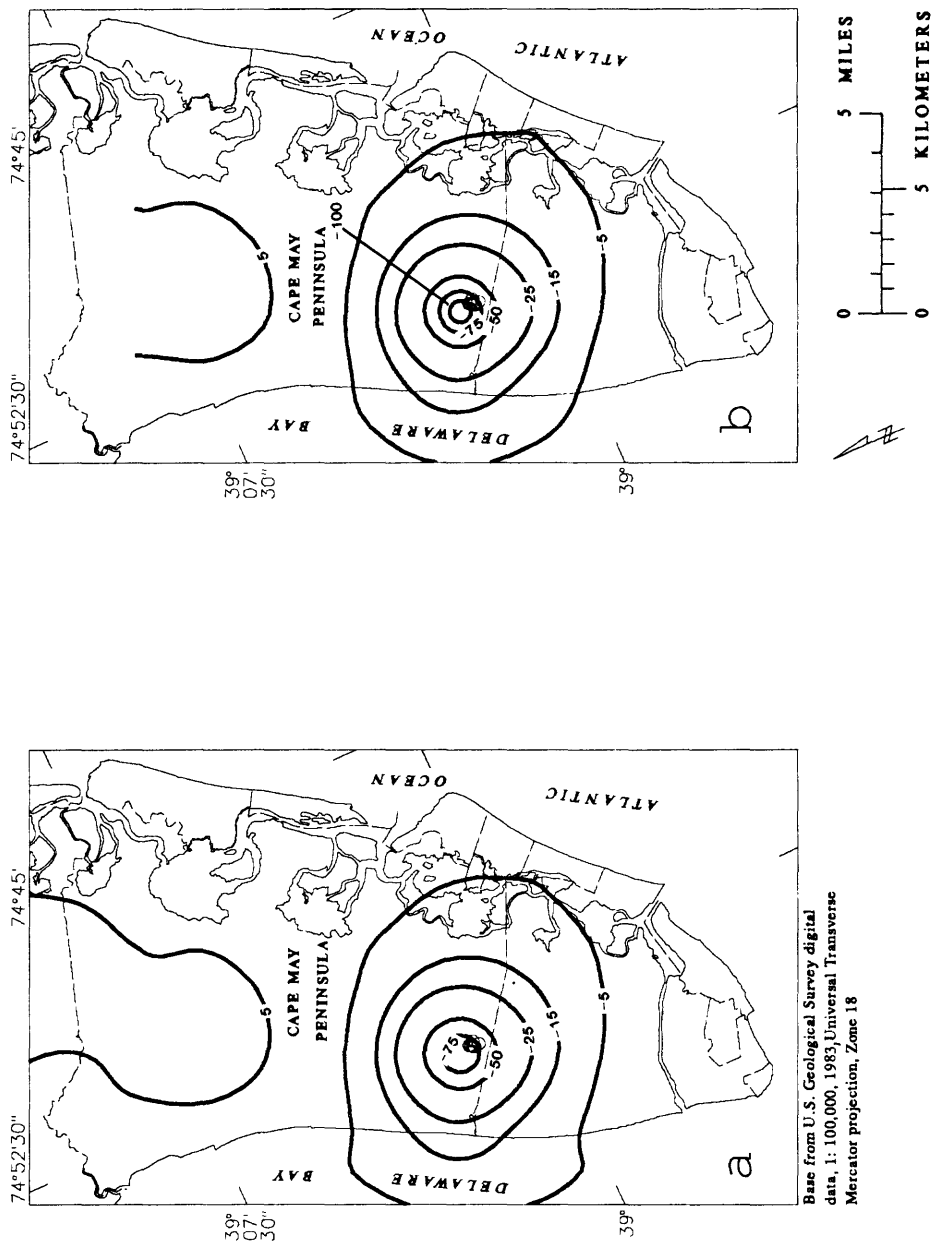 74°45'
74°52'30"
39°
07'
30"
39°
5
CAPE MAY
PENINSULA
-5
-15
-25
-50
-75
BAY
DELAWARE
OCEAN
ATLANTIC
a
Base from U.S. Geological Survey digital
data, 1: 100,000, 1983, Universal Transverse
Mercator projection, Zone 18
74°45'
74°52'30"
39°
07'
30"
39°
5
CAPE MAY
PENINSULA
-100
-5
-15
-25
-50
-75
BAY
DELAWARE
OCEAN
ATLANTIC
b
N
0 5 MILES
0 5 KILOMETERS